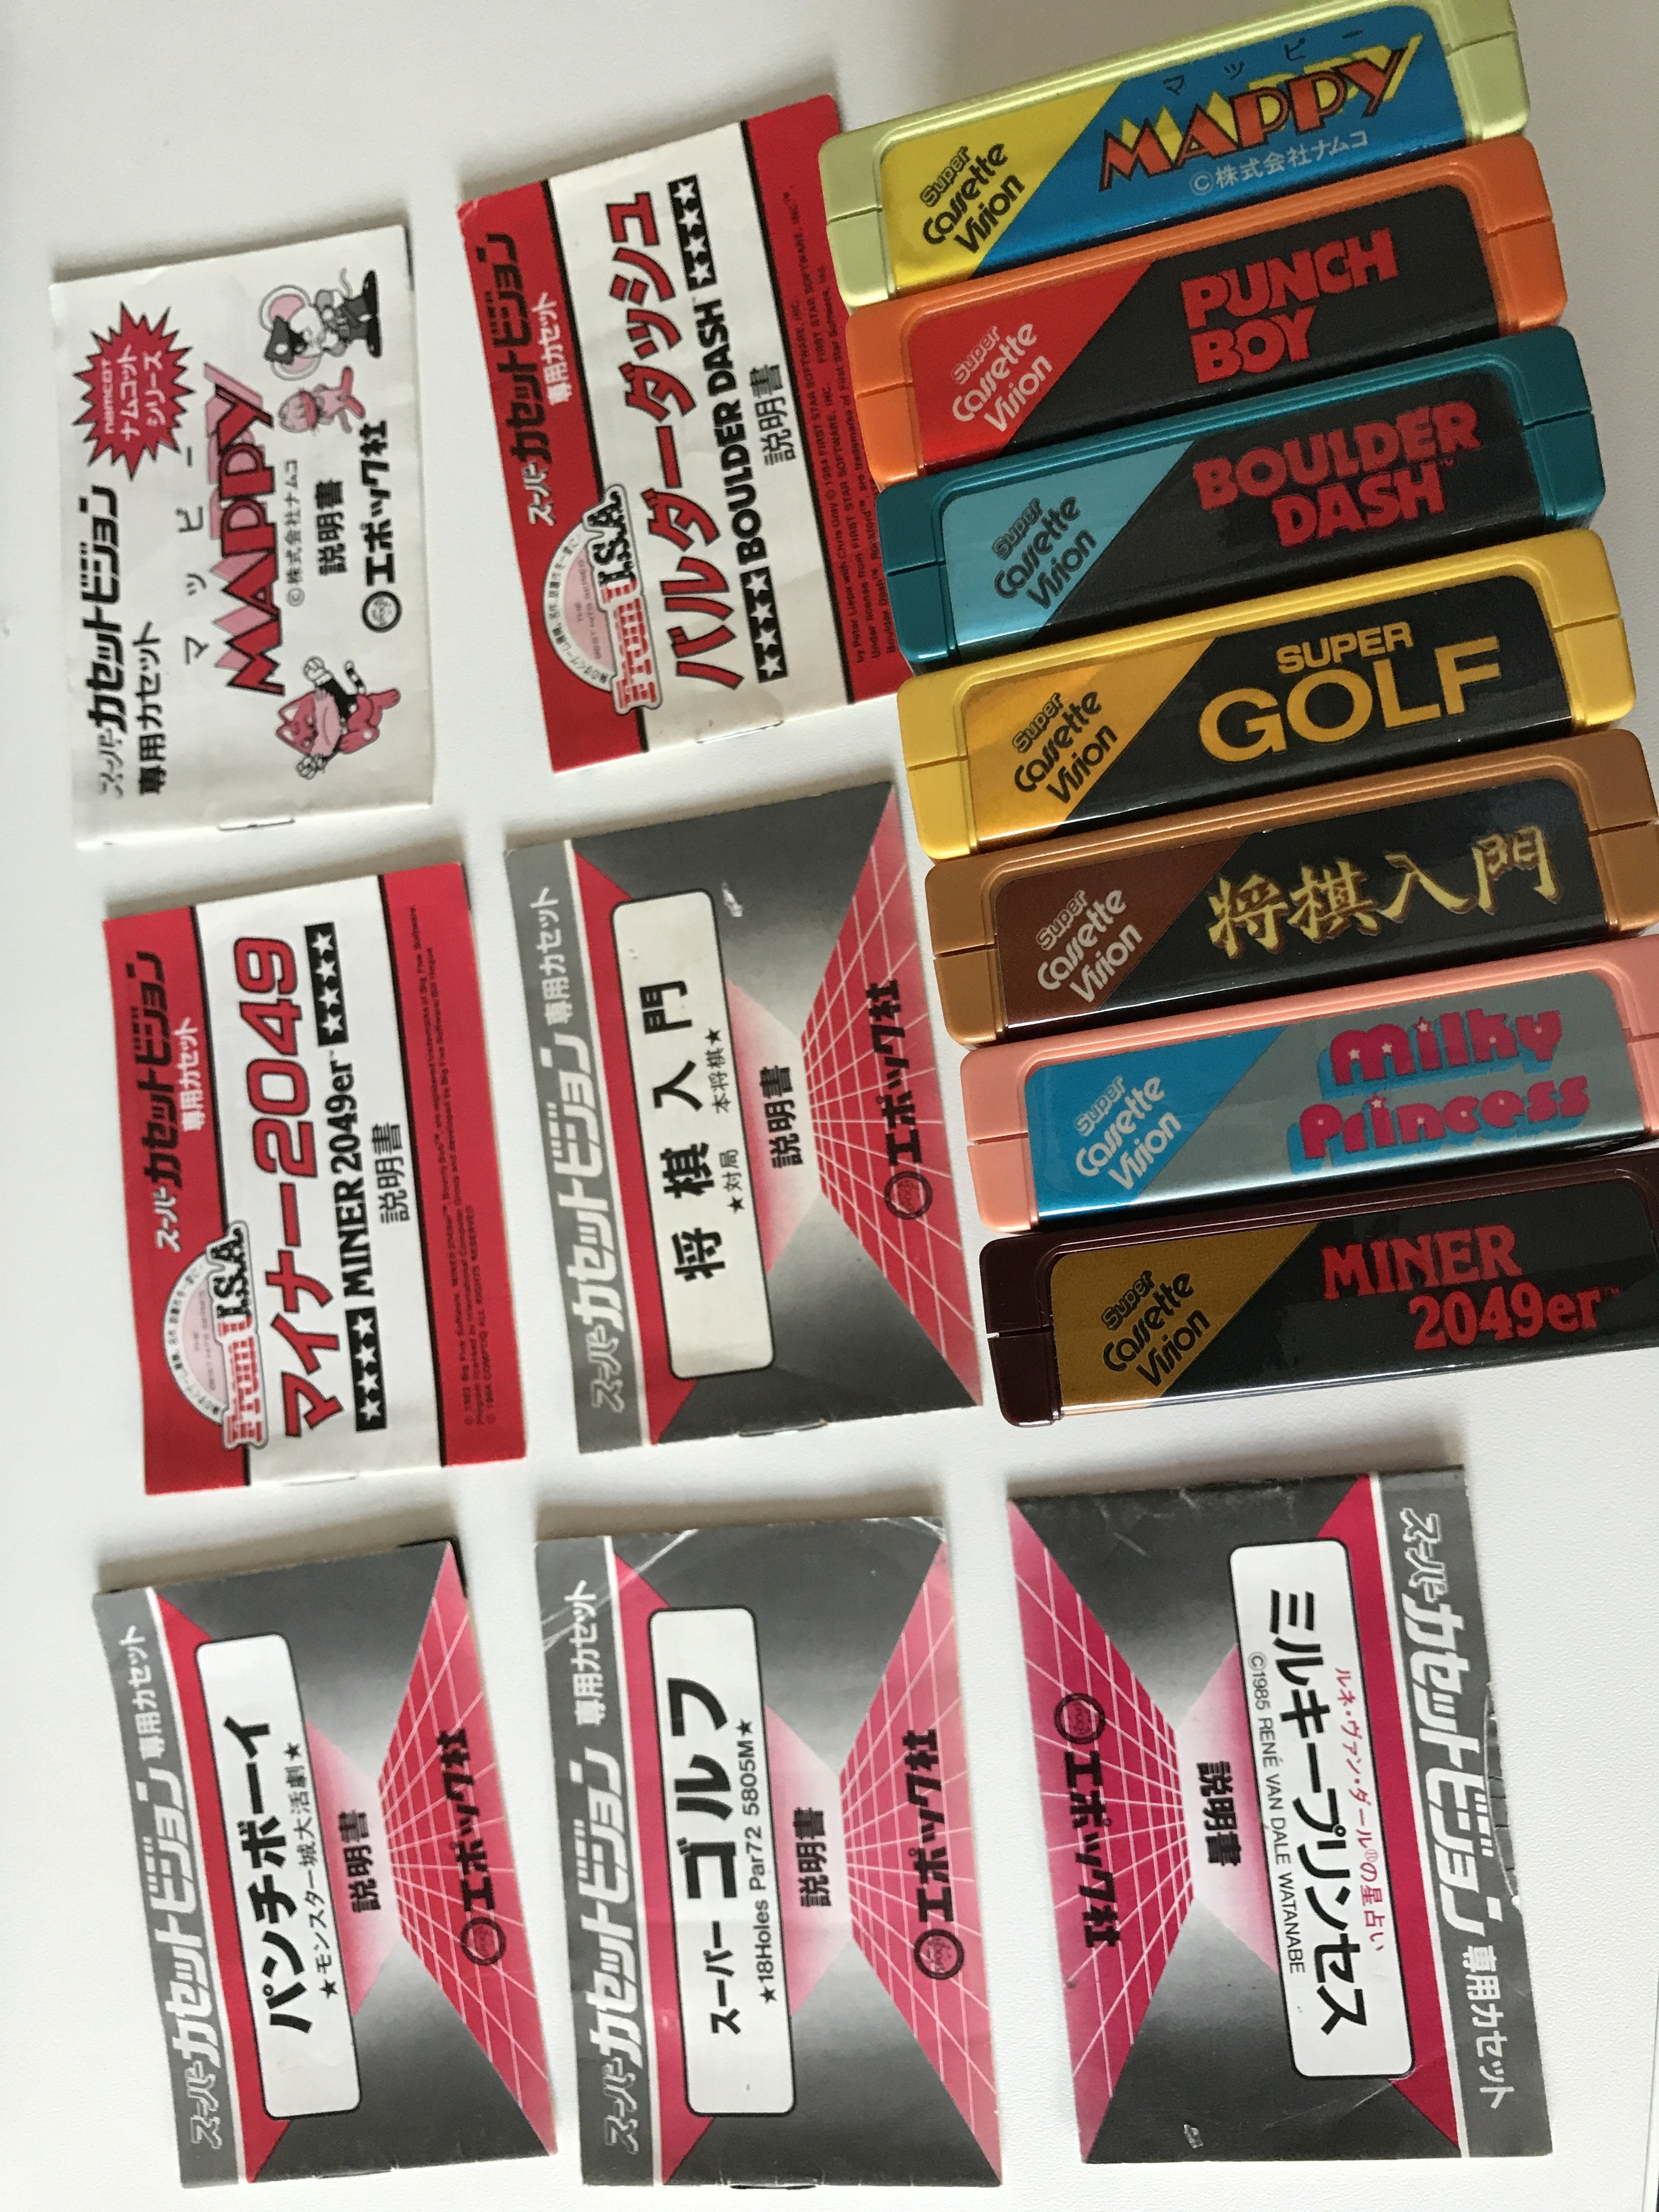 スーパーカセットビジョン
専用カセット
namcot
ナムコット
シリーズ
マッピー
MAPPY
©株式会社ナムコ
説明書
エポック社
スーパーカセットビジョン
専用カセット
From U.S.A.
バルダーダッシュ
★★★★BOULDER DASH™★★★★
説明書
スーパーカセットビジョン
専用カセット
From U.S.A.
マイナー2049
★★★★MINER 2049er™★★★★
説明書
スーパーカセットビジョン 専用カセット
将棋入門
★対局 本将棋★
説明書
エポック社
スーパーカセットビジョン 専用カセット
パンチボーイ
★モンスター城大活劇★
説明書
エポック社
スーパーカセットビジョン 専用カセット
スーパーゴルフ
★18Holes Par72 5805M★
説明書
エポック社
スーパーカセットビジョン 専用カセット
ルネ・ヴァン・ダール®の星占い
ミルキープリンセス
©1985 RENÉ VAN DALE WATANABE
説明書
エポック社
Super
Cassette
Vision
マッピー
MAPPY
©株式会社ナムコ
Super
Cassette
Vision
PUNCH
BOY
Super
Cassette
Vision
BOULDER
DASH™
Super
Cassette
Vision
SUPER
GOLF
Super
Cassette
Vision
将棋入門
Super
Cassette
Vision
Milky
Princess
Super
Cassette
Vision
MINER
2049er™